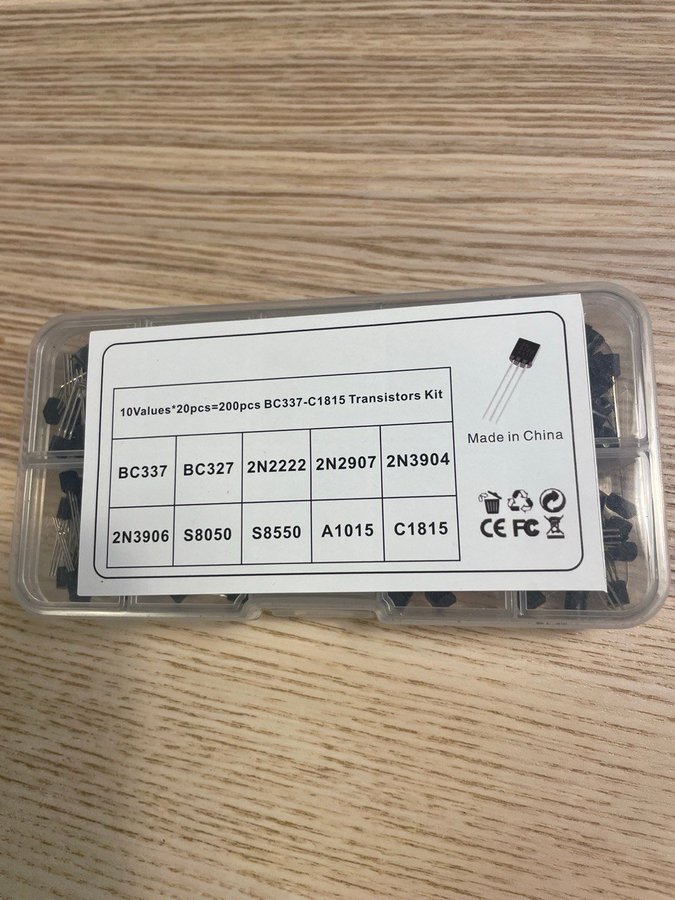 10Values*20pcs=200pcs BC337-C1815 Transistors Kit
BC337 BC327 2N2222 2N2907 2N3904
2N3906 S8050 S8550 A1015 C1815
Made in China
CE FC